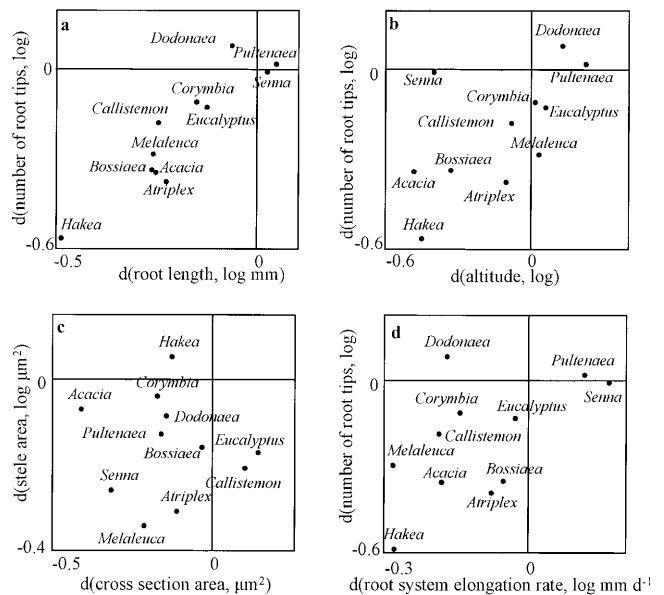 a
Dodonaea
Pultenaea
0
Senna
Corymbia
Callistemon
Eucalyptus
Melaleuca
Bossiaea
Acacia
Atriplex
Hakea
-0.6
-0.5
0
d(root length, log mm)
d(number of root tips, log)
b
Dodonaea
0
Senna
Pultenaea
Corymbia
Eucalyptus
Callistemon
Melaleuca
Bossiaea
Acacia
Atriplex
Hakea
-0.6
-0.6
0
d(altitude, log)
d(number of root tips, log)
c
Hakea
0
Corymbia
Acacia
Dodonaea
Pultenaea
Eucalyptus
Bossiaea
Senna
Callistemon
Atriplex
Melaleuca
-0.4
-0.5
0
d(cross section area, µm²)
d(stele area, log µm²)
d
Dodonaea
Pultenaea
0
Senna
Corymbia
Eucalyptus
Callistemon
Melaleuca
Acacia
Bossiaea
Atriplex
Hakea
-0.6
-0.3
0
d(root system elongation rate, log mm d⁻¹
d(number of root tips, log)